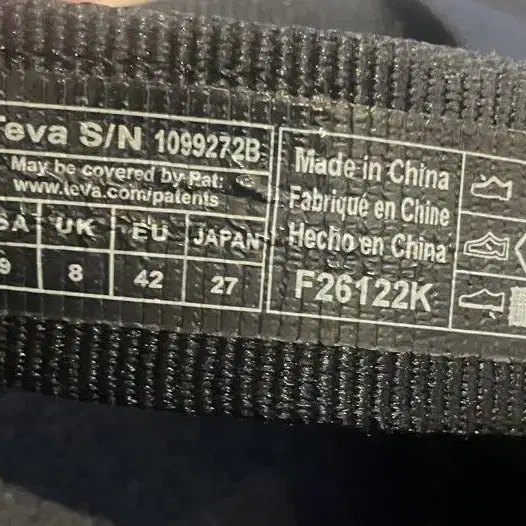 Teva S/N 1099272B
May be covered by Pat:
www.teva.com/patents
USA UK EU JAPAN
9 8 42 27
Made in China
Fabriqué en Chine
Hecho en China
F26122K